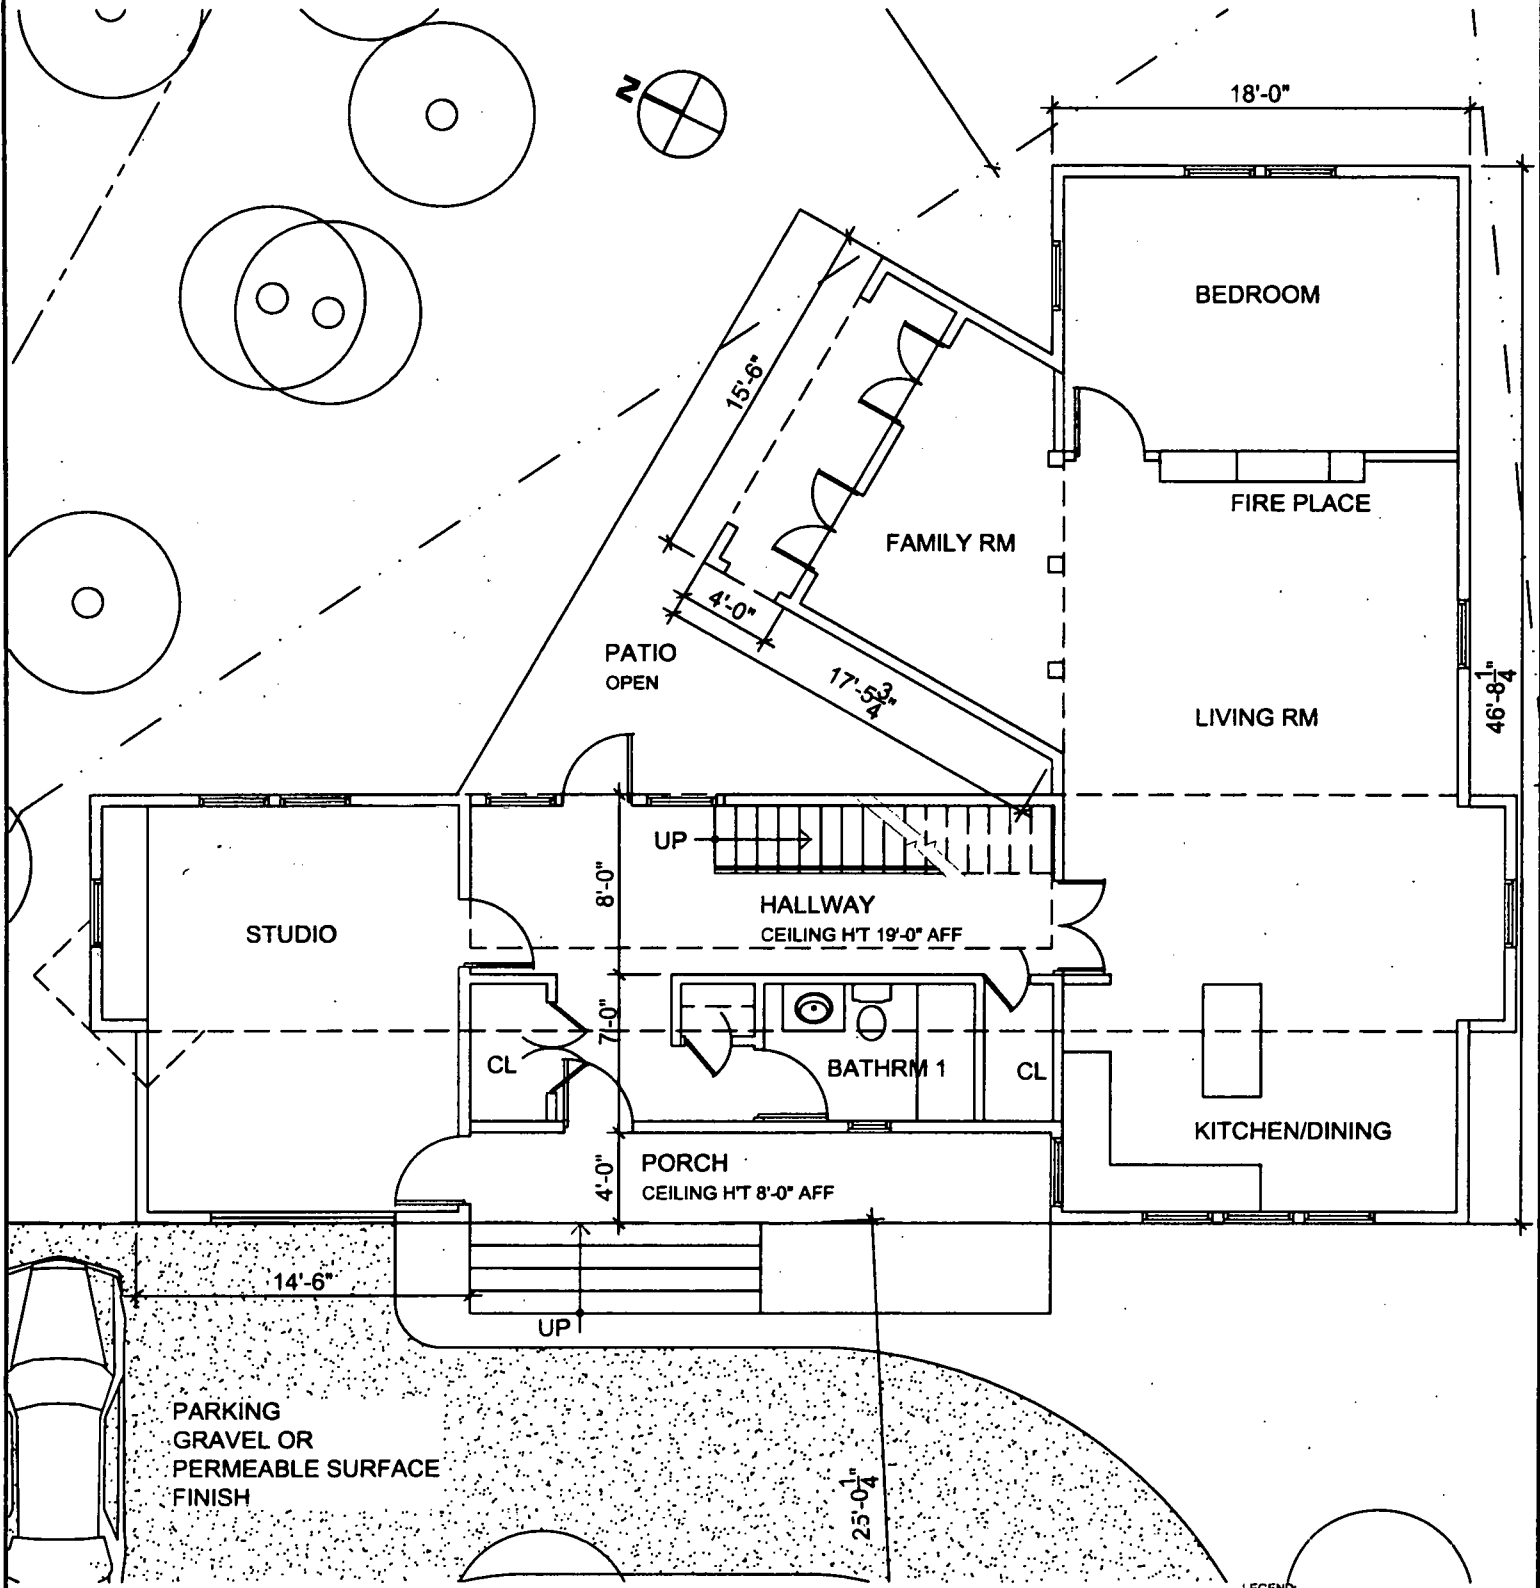 N
18'-0"
BEDROOM
15'-6"
FIRE PLACE
FAMILY RM
4'-0"
PATIO
OPEN
17'-5 3/4"
LIVING RM
46'-8 1/4"
UP
8'-0"
HALLWAY
CEILING H'T 19'-0" AFF
STUDIO
7'-0"
CL
BATHRM 1
CL
KITCHEN/DINING
PORCH
CEILING H'T 8'-0" AFF
4'-0"
14'-6"
UP
PARKING
GRAVEL OR
PERMEABLE SURFACE
FINISH
25'-0 1/4"
LEGEND: